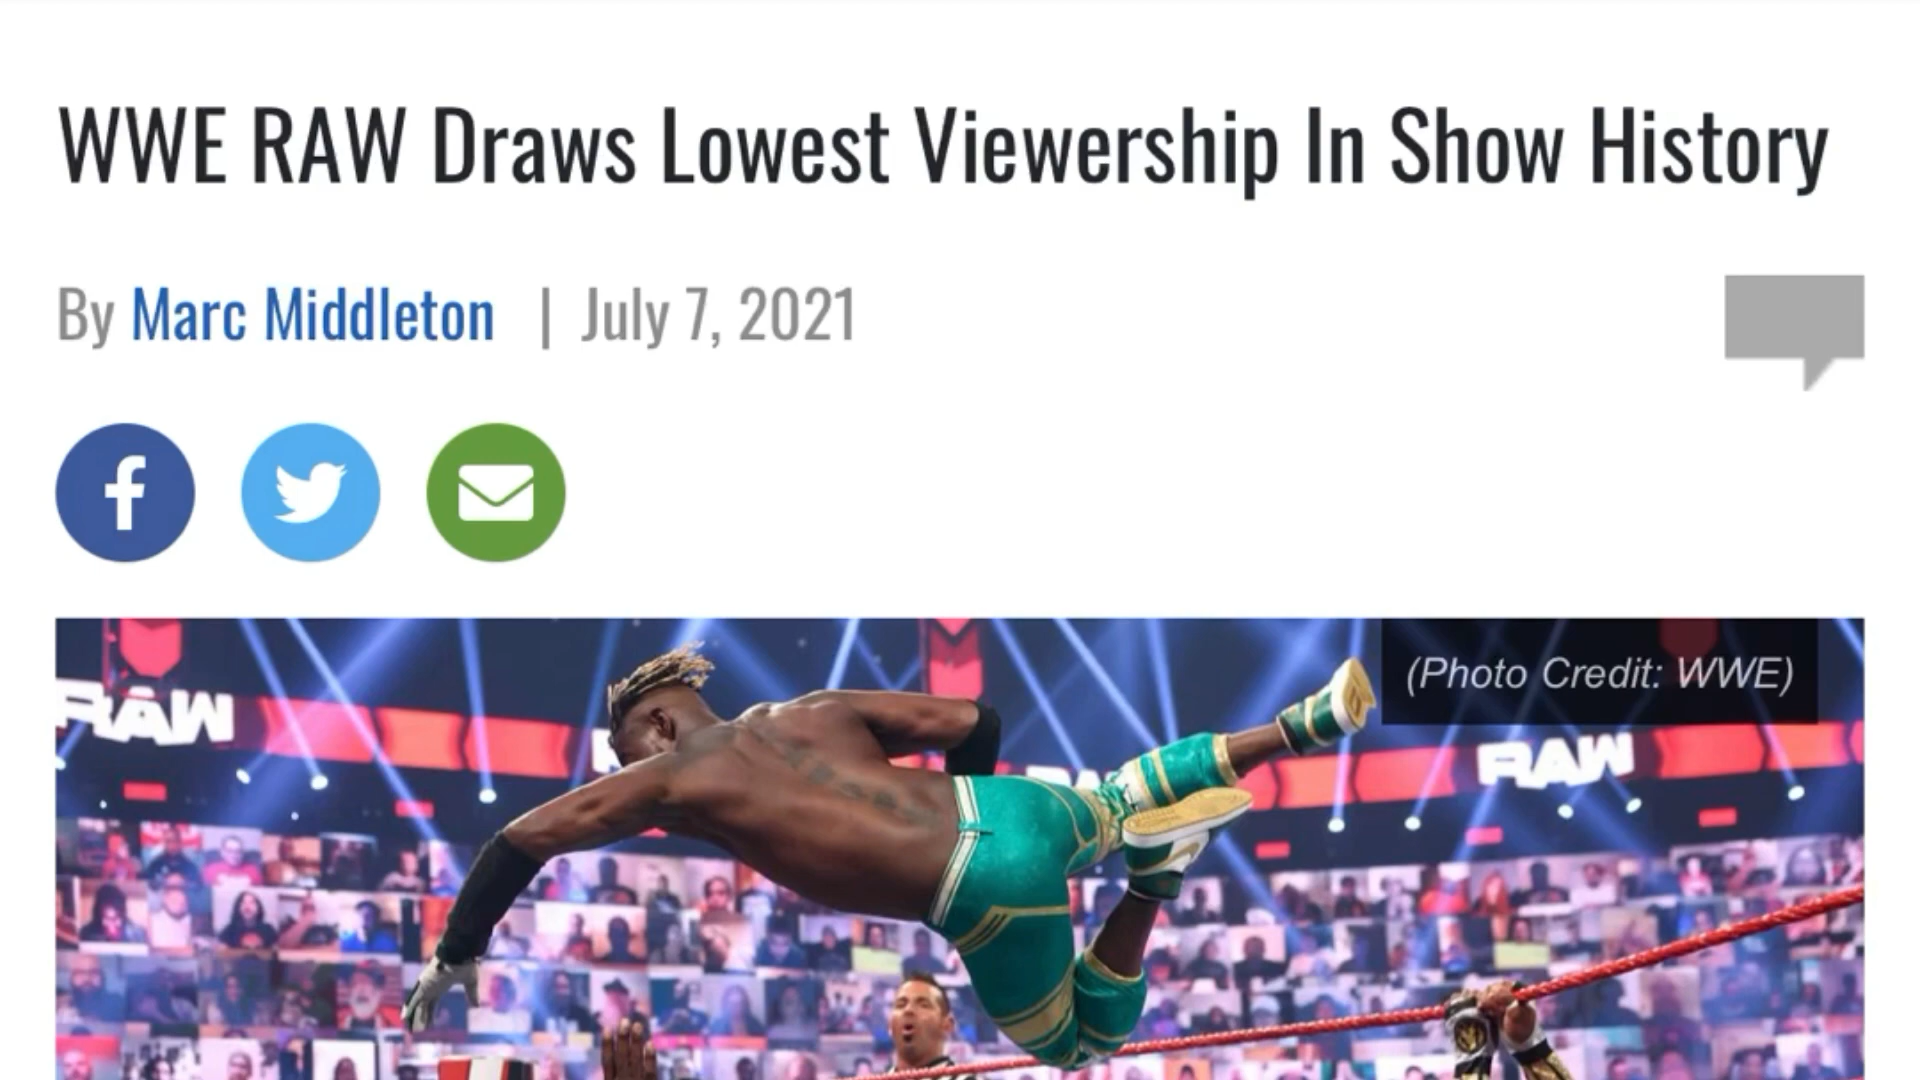 WWE RAW Draws Lowest Viewership In Show History
By Marc Middleton | July 7, 2021
(Photo Credit: WWE)
RAW
RAW